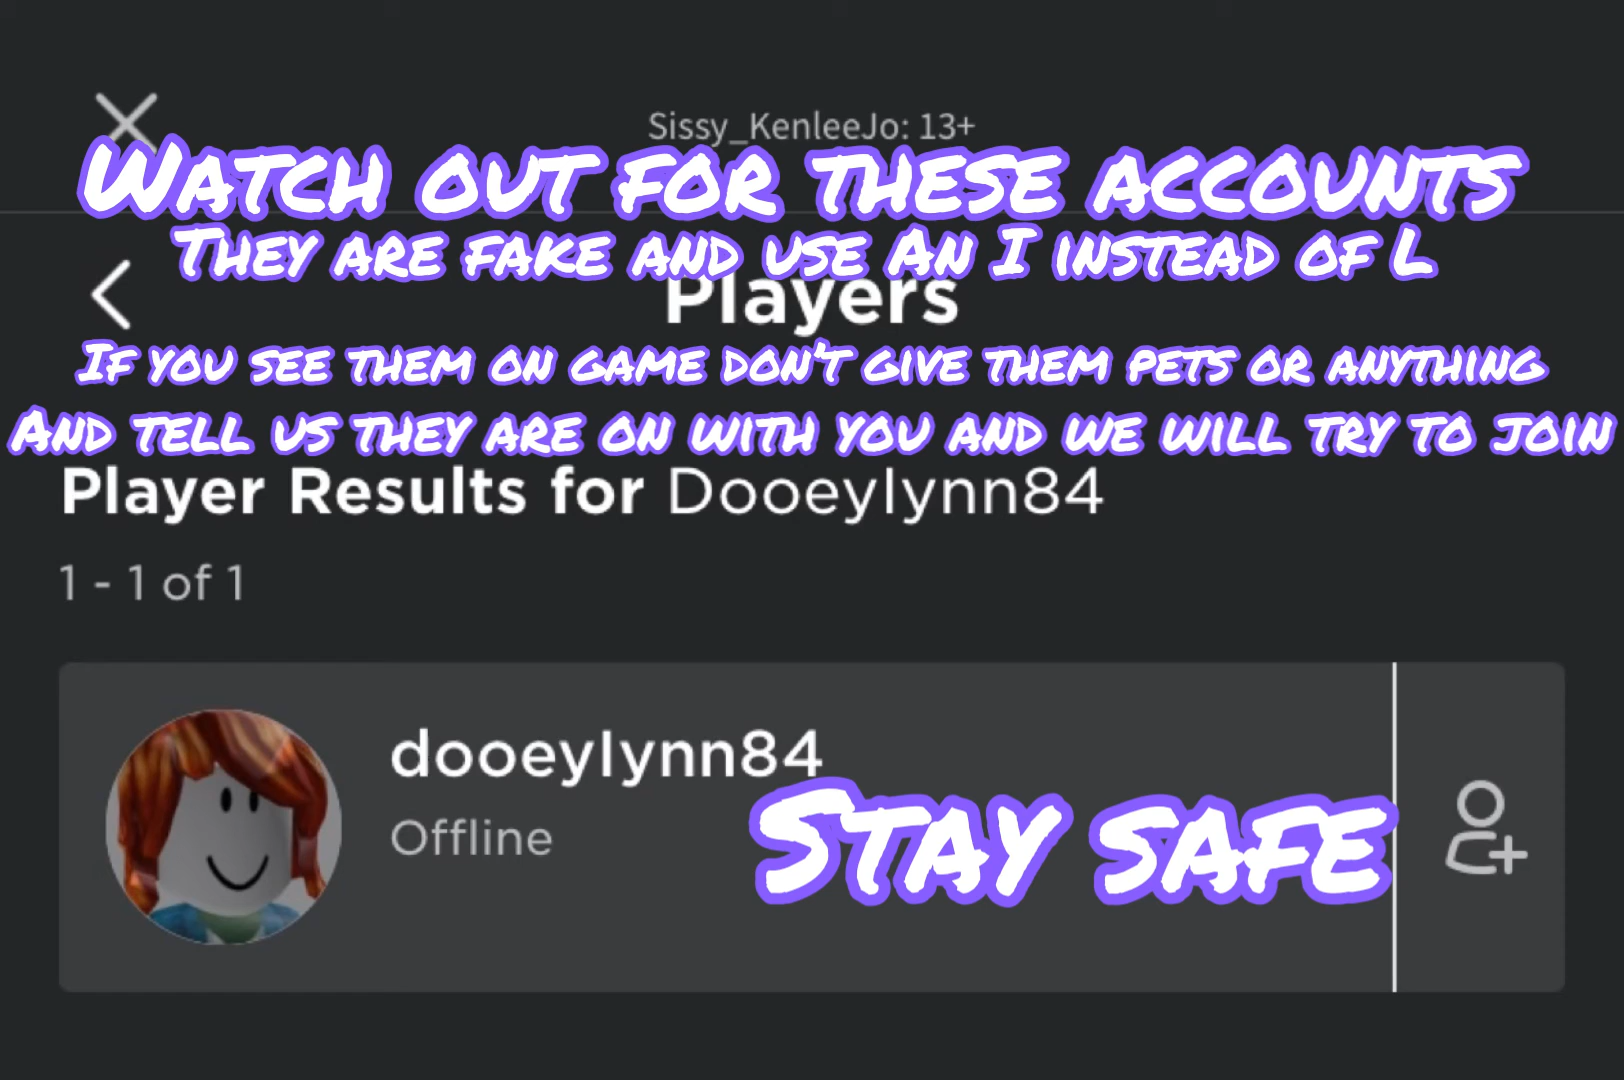 Sissy_KenleeJo: 13+
WATCH OUT FOR THESE ACCOUNTS
THEY ARE FAKE AND USE AN I INSTEAD OF L
Players
IF YOU SEE THEM ON GAME DON'T GIVE THEM PETS OR ANYTHING
AND TELL US THEY ARE ON WITH YOU AND WE WILL TRY TO JOIN
Player Results for DooeyIynn84
1 - 1 of 1
dooeyIynn84
Offline
STAY SAFE